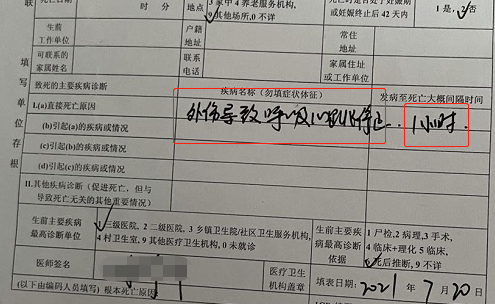 时 分
地点
3 家中 4 养老服务机构,
9 其他场所, 0 不详
或妊娠终止后 42 天内
1 是, 2 否
生前
工作单位
户籍
地址
常住
地址
可联系的
家属姓名
联系
电话
家属住址
或工作单位
联
填写单位存根
致死的主要疾病诊断
疾病名称(勿填症状体征)
发病至死亡大概间隔时间
I.(a)直接死亡原因
外伤导致呼吸心跳停止
1小时
(b)引起(a)的疾病或情况
(c)引起(b)的疾病或情况
(d)引起(c)的疾病或情况
II.其他疾病诊断(促进死亡,但与
导致死亡无关的其他重要情况)
生前主要疾病
最高诊断单位
三级医院, 2 二级医院, 3 乡镇卫生院/社区卫生服务机构,
4 村卫生室, 9 其他医疗卫生机构, 0 未就诊
生前主要疾
病最高诊断
依据
1 尸检, 2 病理, 3 手术,
4 临床+理化 5 临床,
死后推断, 9 不详
医师签名
医疗卫生
机构盖章
填表日期: 2021 年 7 月 20 日
(以下由编码人员填写) 根本死亡原因